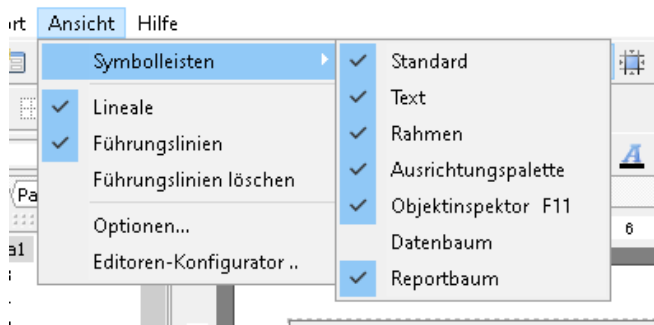 ort Ansicht Hilfe
Symbolleisten
Lineale
Führungslinien
Führungslinien löschen
Optionen...
Editoren-Konfigurator ..
Standard
Text
Rahmen
Ausrichtungspalette
Objektinspektor F11
Datenbaum
Reportbaum
A
Pa
6
a1